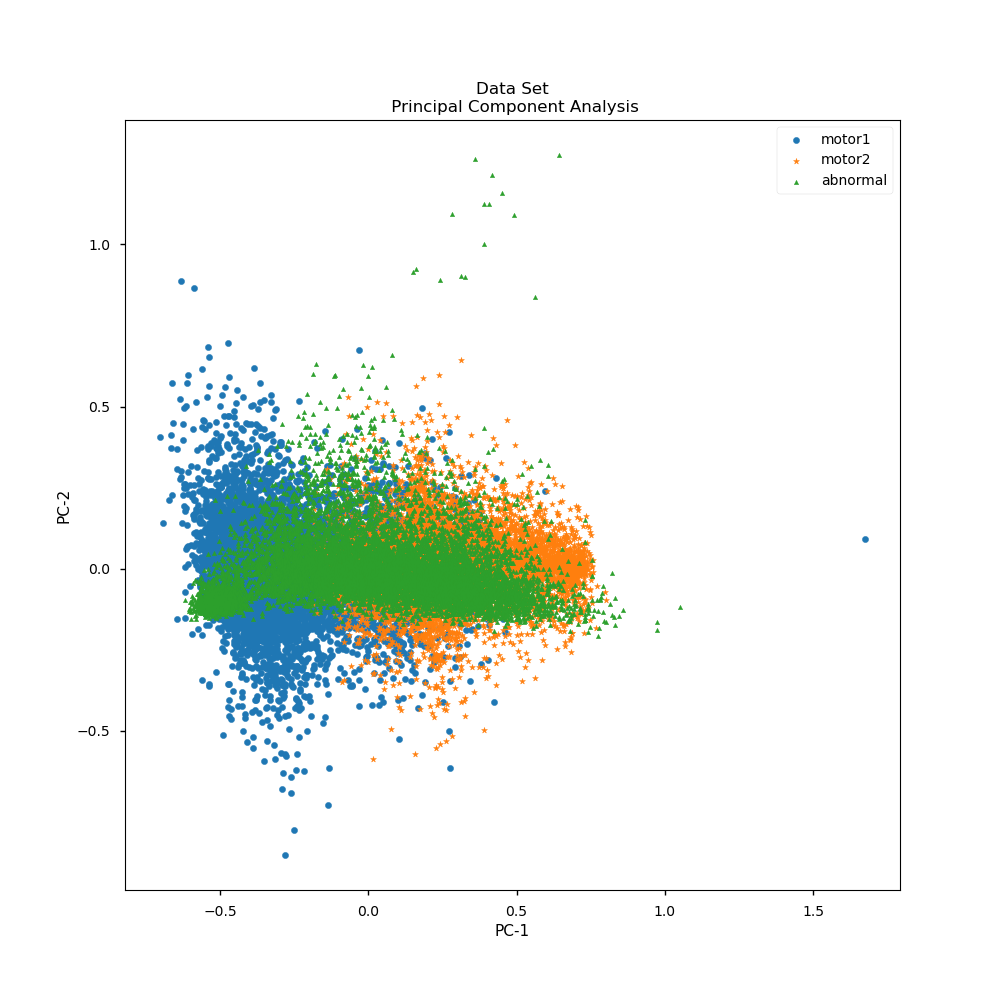 Data Set
Principal Component Analysis
motor1
motor2
abnormal
PC-2
1.0
0.5
0.0
−0.5
−0.5
0.0
0.5
1.0
1.5
PC-1